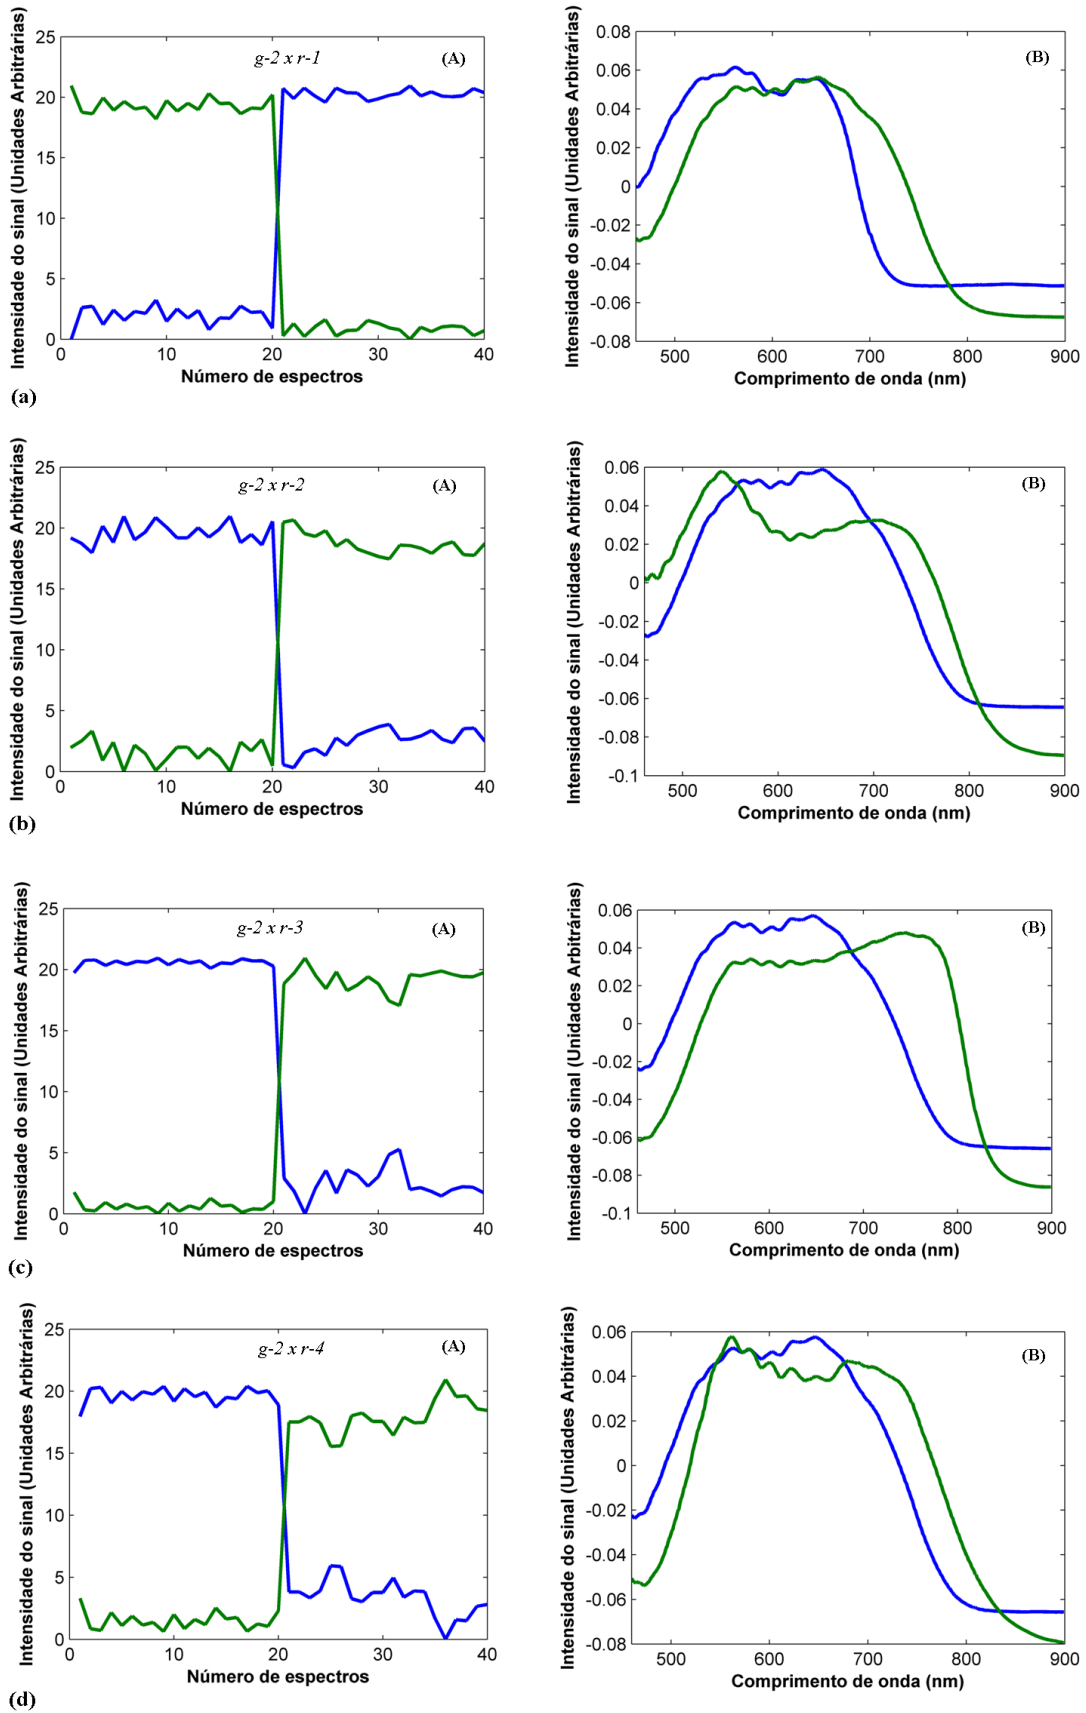 g-2 x r-1
(A)
Intensidade do sinal (Unidades Arbitrárias)
25
20
15
10
5
0
0 10 20 30 40
Número de espectros
(B)
Intensidade do sinal (Unidades Arbitrárias)
0.08
0.06
0.04
0.02
0
-0.02
-0.04
-0.06
-0.08
500 600 700 800 900
Comprimento de onda (nm)
(a)
g-2 x r-2
(A)
Intensidade do sinal (Unidades Arbitrárias)
25
20
15
10
5
0
0 10 20 30 40
Número de espectros
(B)
Intensidade do sinal (Unidades Arbitrárias)
0.06
0.04
0.02
0
-0.02
-0.04
-0.06
-0.08
-0.1
500 600 700 800 900
Comprimento de onda (nm)
(b)
g-2 x r-3
(A)
Intensidade do sinal (Unidades Arbitrárias)
25
20
15
10
5
0
0 10 20 30 40
Número de espectros
(B)
Intensidade do sinal (Unidades Arbitrárias)
0.06
0.04
0.02
0
-0.02
-0.04
-0.06
-0.08
-0.1
500 600 700 800 900
Comprimento de onda (nm)
(c)
g-2 x r-4
(A)
Intensidade do sinal (Unidades Arbitrárias)
25
20
15
10
5
0
0 10 20 30 40
Número de espectros
(B)
Intensidade do sinal (Unidades Arbitrárias)
0.06
0.04
0.02
0
-0.02
-0.04
-0.06
-0.08
500 600 700 800 900
Comprimento de onda (nm)
(d)